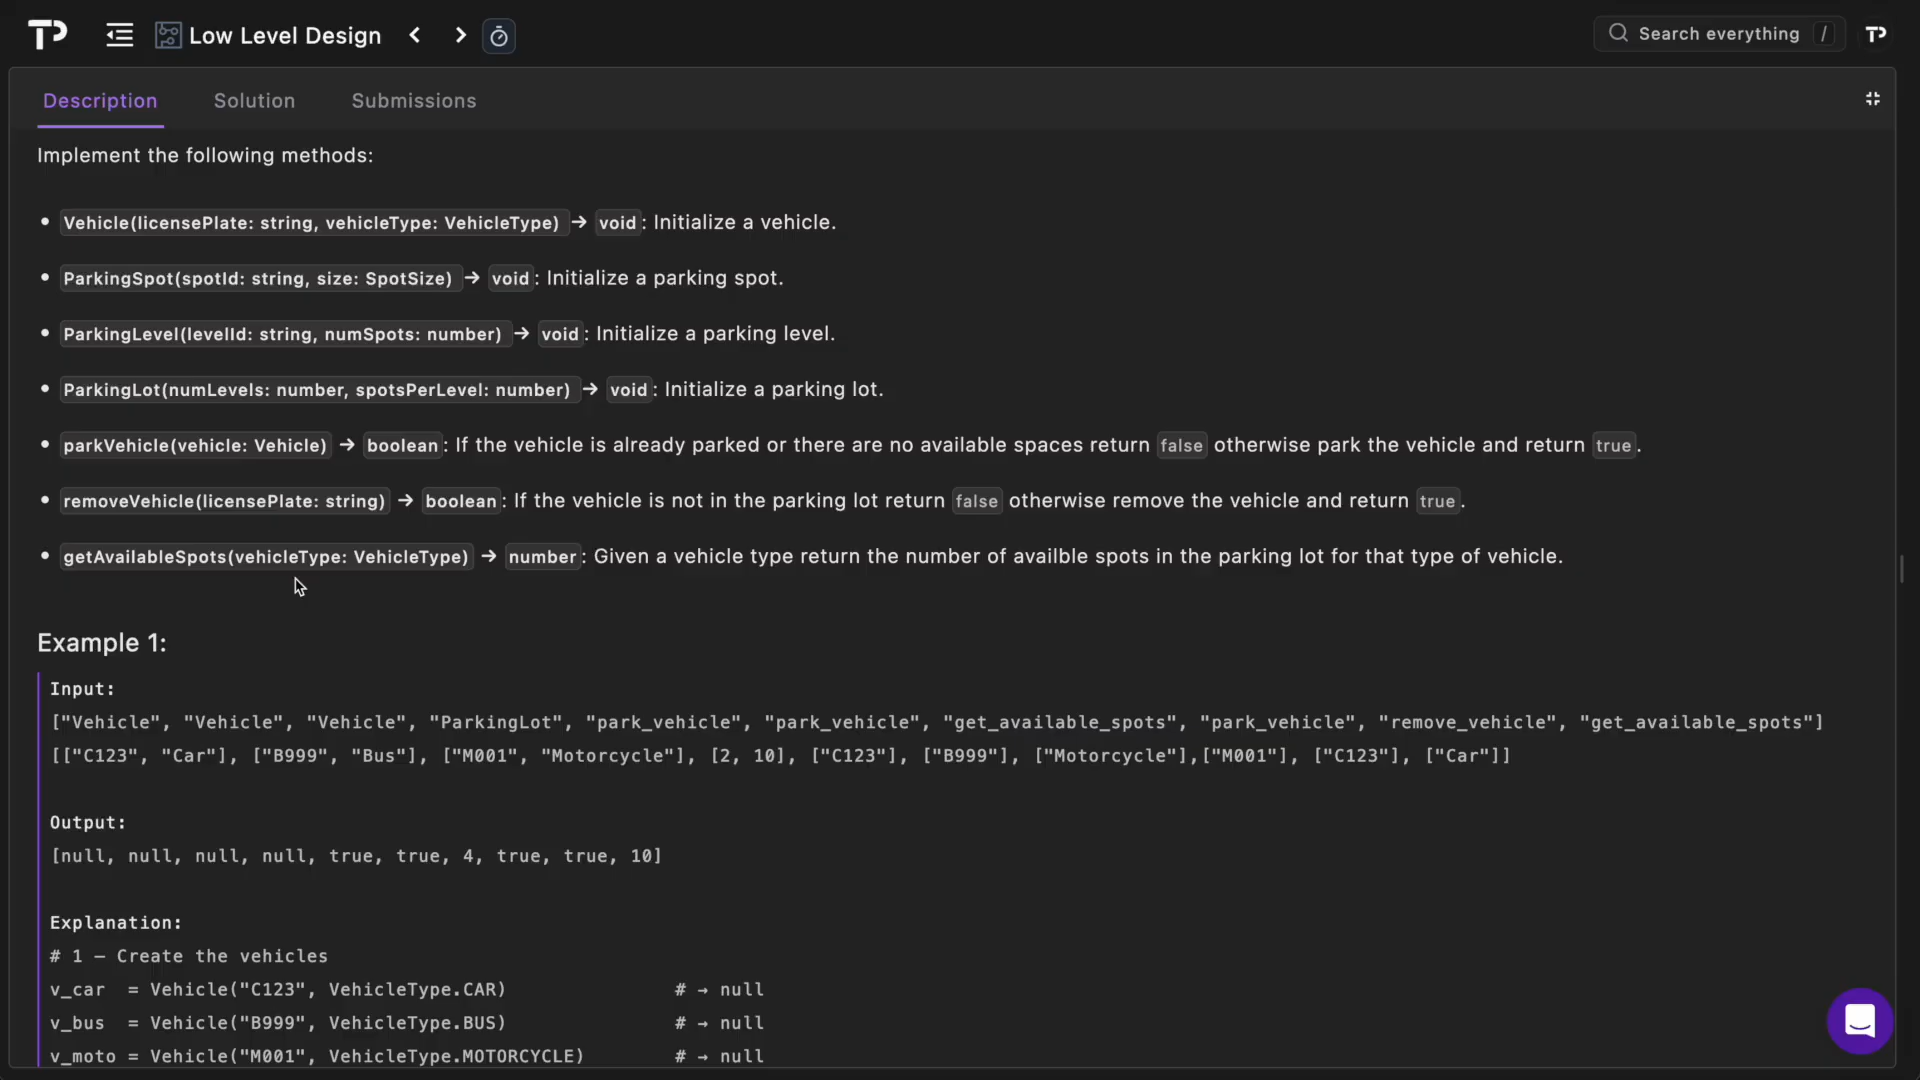 TP Low Level Design Search everything / TP
Description Solution Submissions
Implement the following methods:
• Vehicle(licensePlate: string, vehicleType: VehicleType) → void: Initialize a vehicle.
• ParkingSpot(spotId: string, size: SpotSize) → void: Initialize a parking spot.
• ParkingLevel(levelId: string, numSpots: number) → void: Initialize a parking level.
• ParkingLot(numLevels: number, spotsPerLevel: number) → void: Initialize a parking lot.
• parkVehicle(vehicle: Vehicle) → boolean: If the vehicle is already parked or there are no available spaces return false otherwise park the vehicle and return true.
• removeVehicle(licensePlate: string) → boolean: If the vehicle is not in the parking lot return false otherwise remove the vehicle and return true.
• getAvailableSpots(vehicleType: VehicleType) → number: Given a vehicle type return the number of availble spots in the parking lot for that type of vehicle.
Example 1:
Input:
["Vehicle", "Vehicle", "Vehicle", "ParkingLot", "park_vehicle", "park_vehicle", "get_available_spots", "park_vehicle", "remove_vehicle", "get_available_spots"]
[["C123", "Car"], ["B999", "Bus"], ["M001", "Motorcycle"], [2, 10], ["C123"], ["B999"], ["Motorcycle"],["M001"], ["C123"], ["Car"]]
Output:
[null, null, null, null, true, true, 4, true, true, 10]
Explanation:
# 1 – Create the vehicles
v_car = Vehicle("C123", VehicleType.CAR) # → null
v_bus = Vehicle("B999", VehicleType.BUS) # → null
v_moto = Vehicle("M001", VehicleType.MOTORCYCLE) # → null